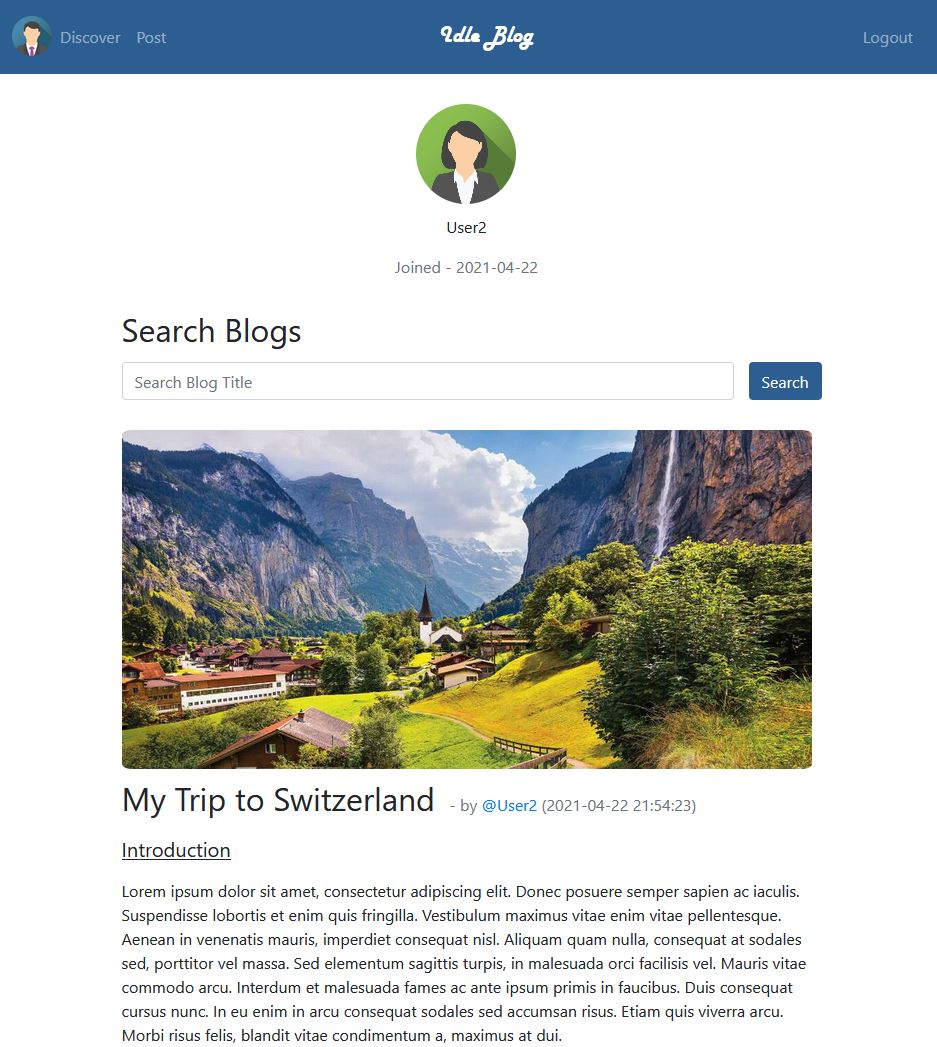 Discover Post Idle Blog Logout
User2
Joined - 2021-04-22
Search Blogs
Search Blog Title Search
My Trip to Switzerland - by @User2 (2021-04-22 21:54:23)
Introduction
Lorem ipsum dolor sit amet, consectetur adipiscing elit. Donec posuere semper sapien ac iaculis.
Suspendisse lobortis et enim quis fringilla. Vestibulum maximus vitae enim vitae pellentesque.
Aenean in venenatis mauris, imperdiet consequat nisl. Aliquam quam nulla, consequat at sodales
sed, porttitor vel massa. Sed elementum sagittis turpis, in malesuada orci facilisis vel. Mauris vitae
commodo arcu. Interdum et malesuada fames ac ante ipsum primis in faucibus. Duis consequat
cursus nunc. In eu enim in arcu consequat sodales sed accumsan risus. Etiam quis viverra arcu.
Morbi risus felis, blandit vitae condimentum a, maximus at dui.